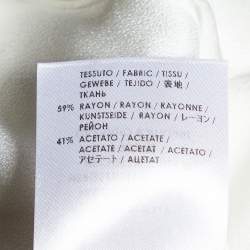 TESSUTO / FABRIC / TISSU /
GEWEBE / TEJIDO / 表地 /
ТКАНЬ
59% RAYON / RAYON / RAYONNE /
KUNSTSEIDE / RAYON / レーヨン /
РЕЙОН
41% ACETATO / ACETATE /
ACETATE / ACETAT / ACETATO /
アセテート / АЦЕТАТ